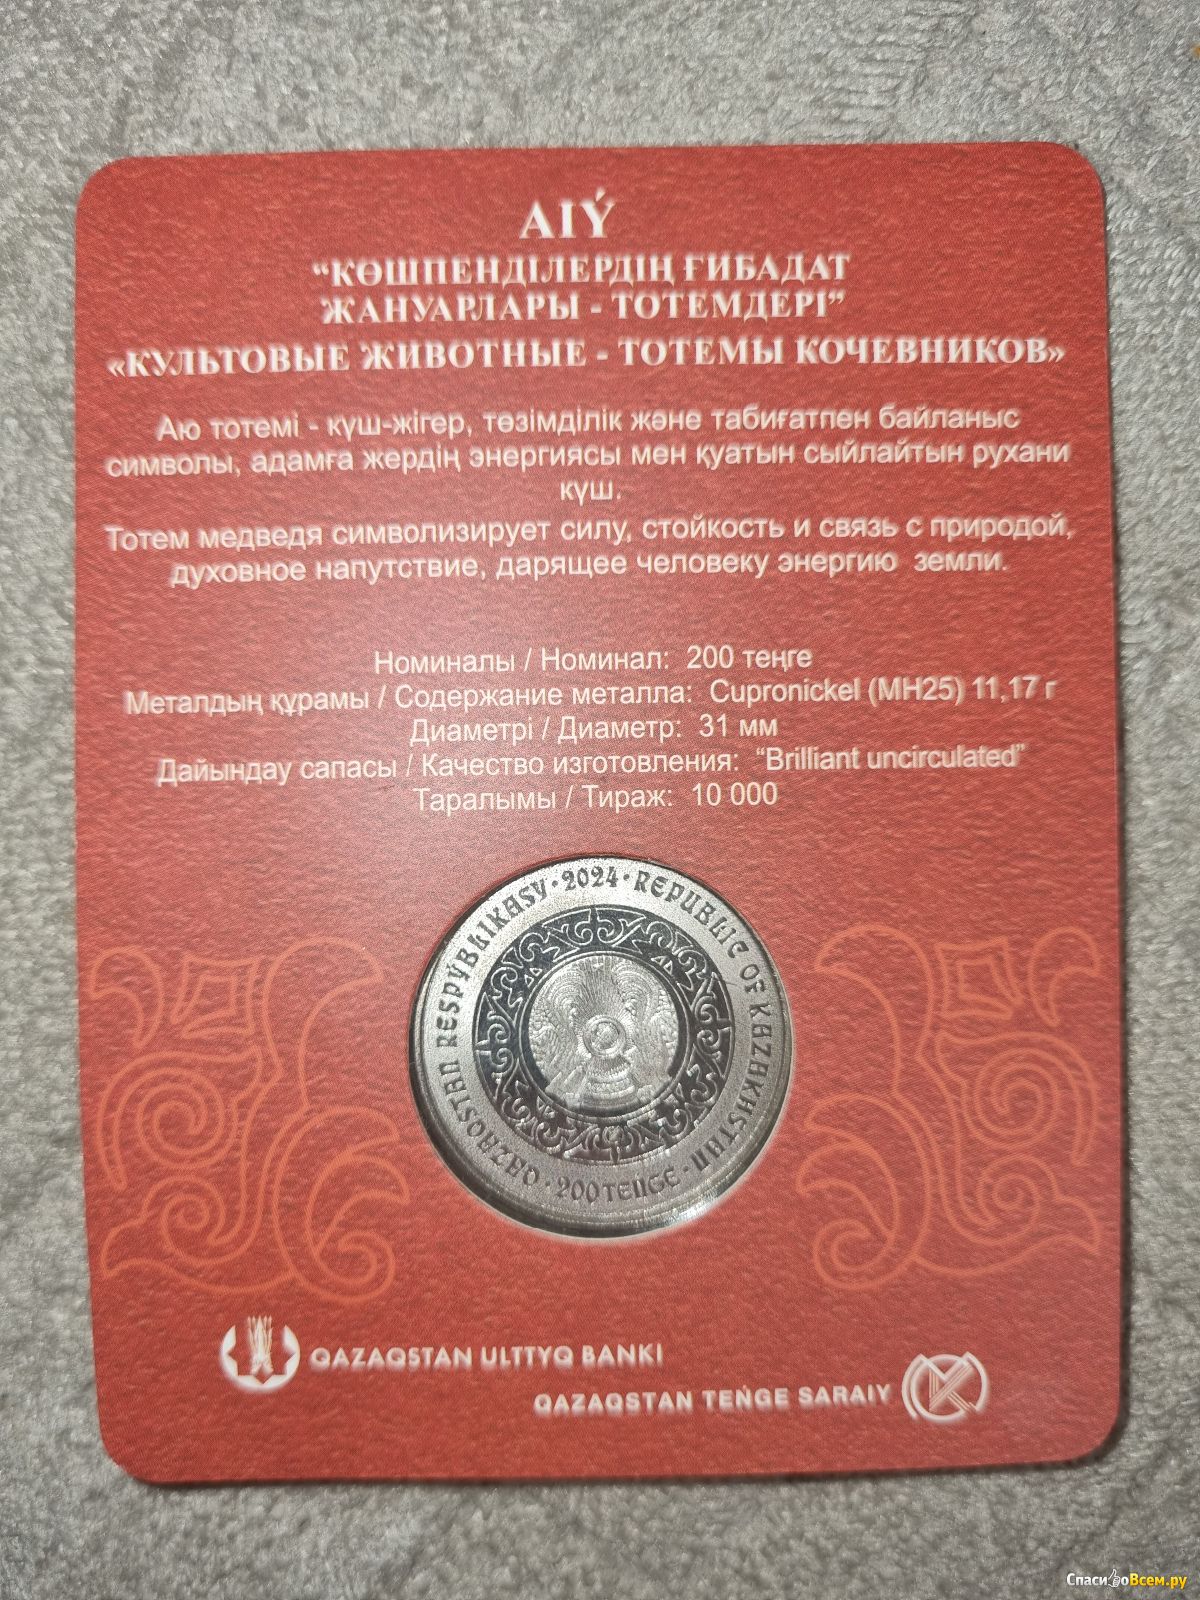 AIÝ
“КӨШПЕНДІЛЕРДІҢ ҒИБАДАТ
ЖАНУАРЛАРЫ - ТОТЕМДЕРІ”
«КУЛЬТОВЫЕ ЖИВОТНЫЕ - ТОТЕМЫ КОЧЕВНИКОВ»
Аю тотемі - күш-жігер, төзімділік және табиғатпен байланыс
символы, адамға жердің энергиясы мен қуатын сыйлайтын рухани
күш.
Тотем медведя символизирует силу, стойкость и связь с природой,
духовное напутствие, дарящее человеку энергию земли.
Номиналы / Номинал: 200 теңге
Металдың құрамы / Содержание металла: Cupronickel (МН25) 11,17 г
Диаметрі / Диаметр: 31 мм
Дайындау сапасы / Качество изготовления: “Brilliant uncirculated”
Таралымы / Тираж: 10 000
QAZAQSTAN RESPÝBLIKASY · 2024 · REPUBLIC OF KAZAKHSTAN · 200 TENGE ·
QAZAQSTAN ULTTYQ BANKI
QAZAQSTAN TEŃGE SARAIY
СпасибоВсем.ру